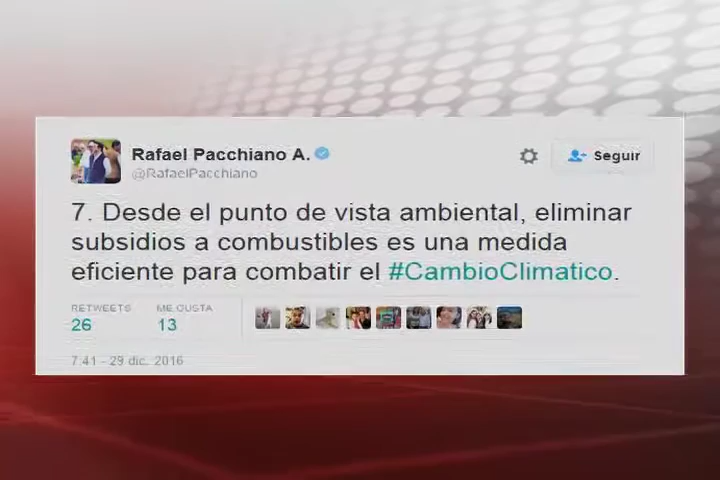 Rafael Pacchiano A.
@RafaelPacchiano
Seguir
7. Desde el punto de vista ambiental, eliminar
subsidios a combustibles es una medida
eficiente para combatir el #CambioClimatico.
RETWEETS ME GUSTA
26 13
7:41 - 29 dic. 2016